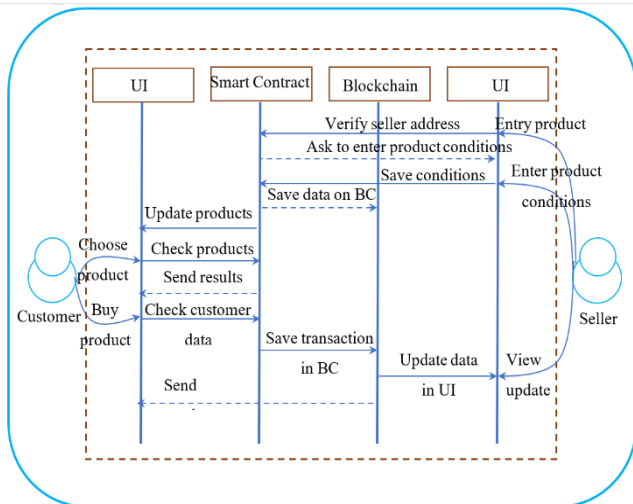 UI
Smart Contract
Blockchain
UI
Verify seller address
Entry product
Ask to enter product conditions
Save conditions
Enter product
conditions
Save data on BC
Update products
Choose
product
Check products
Send results
Customer
Buy
product
Check customer
data
Seller
Save transaction
in BC
Update data
in UI
View
update
Send